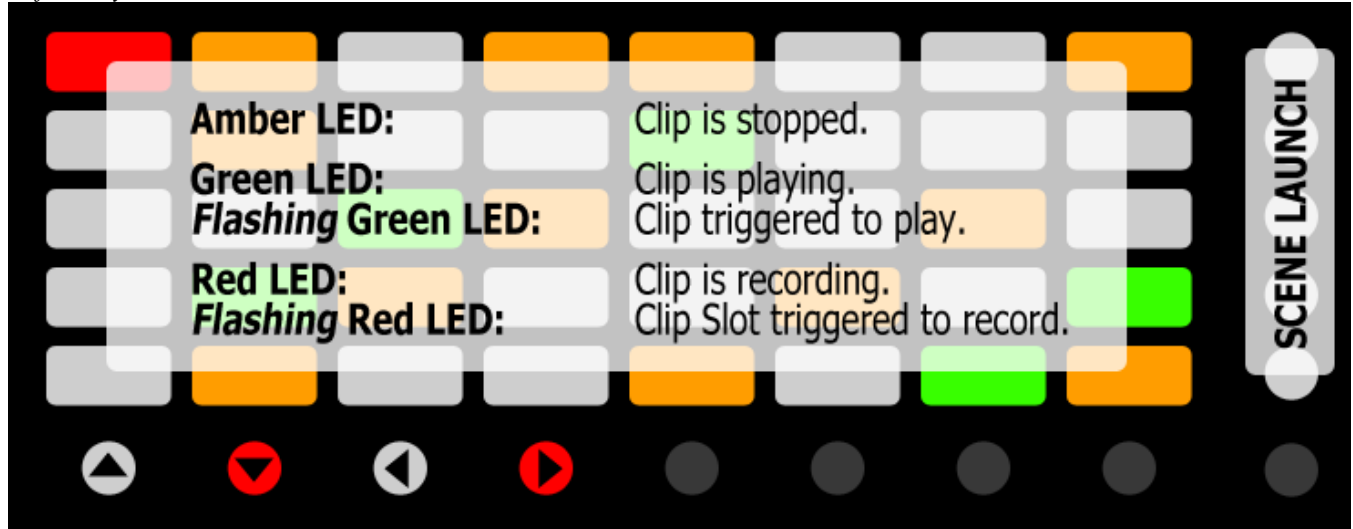 Amber LED: Clip is stopped.
Green LED: Clip is playing.
Flashing Green LED: Clip triggered to play.
Red LED: Clip is recording.
Flashing Red LED: Clip Slot triggered to record.
SCENE LAUNCH